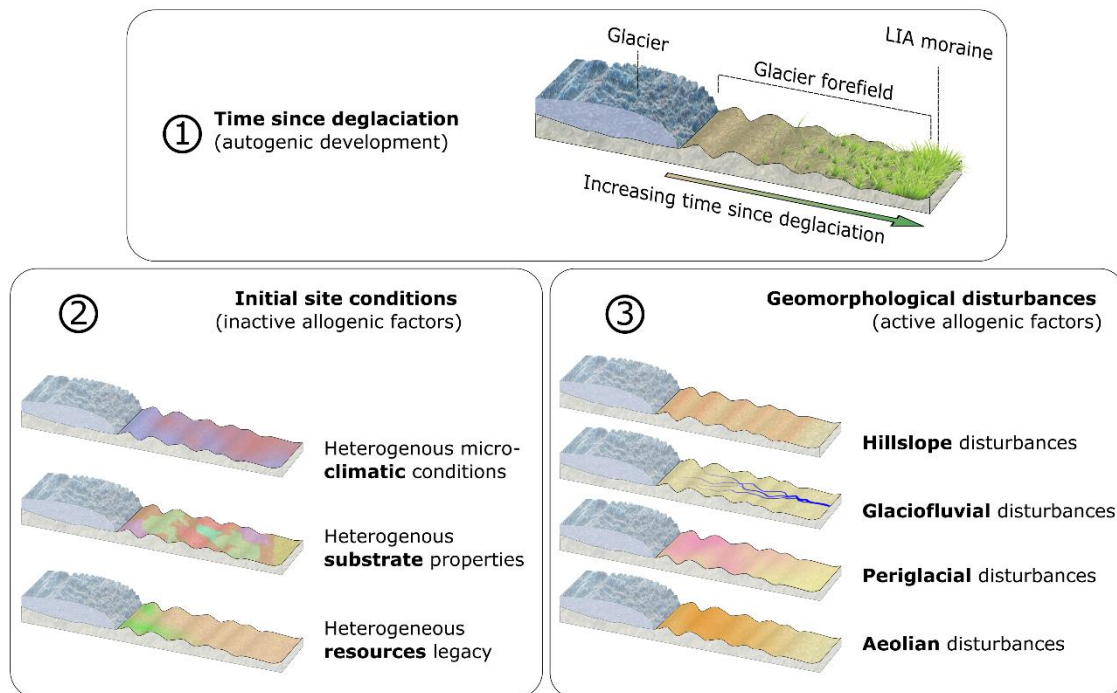 ①
Time since deglaciation
(autogenic development)
Glacier
Glacier forefield
LIA moraine
Increasing time since deglaciation
②
Initial site conditions
(inactive allogenic factors)
Heterogenous micro-
climatic conditions
Heterogenous
substrate properties
Heterogeneous
resources legacy
③
Geomorphological disturbances
(active allogenic factors)
Hillslope disturbances
Glaciofluvial disturbances
Periglacial disturbances
Aeolian disturbances